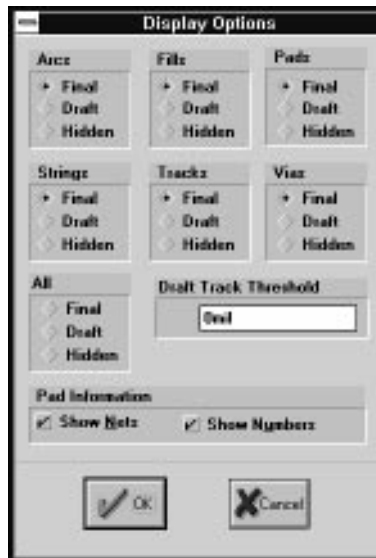 Display Options
Arcs
Final
Draft
Hidden
Fills
Final
Draft
Hidden
Pads
Final
Draft
Hidden
Strings
Final
Draft
Hidden
Tracks
Final
Draft
Hidden
Vias
Final
Draft
Hidden
All
Final
Draft
Hidden
Draft Track Threshold
0mil
Pad Information
Show Nets
Show Numbers
OK
Cancel